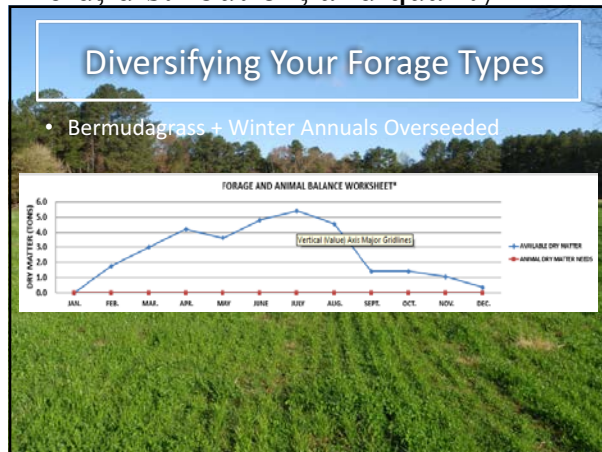 Diversifying Your Forage Types
• Bermudagrass + Winter Annuals Overseeded
FORAGE AND ANIMAL BALANCE WORKSHEET*
DRY MATTER (TONS)
6.0
5.0
4.0
3.0
2.0
1.0
0.0
Vertical (Value) Axis Major Gridlines
AVAILABLE DRY MATTER
ANIMAL DRY MATTER NEEDS
JAN. FEB. MAR. APR. MAY JUNE JULY AUG. SEPT. OCT. NOV. DEC.